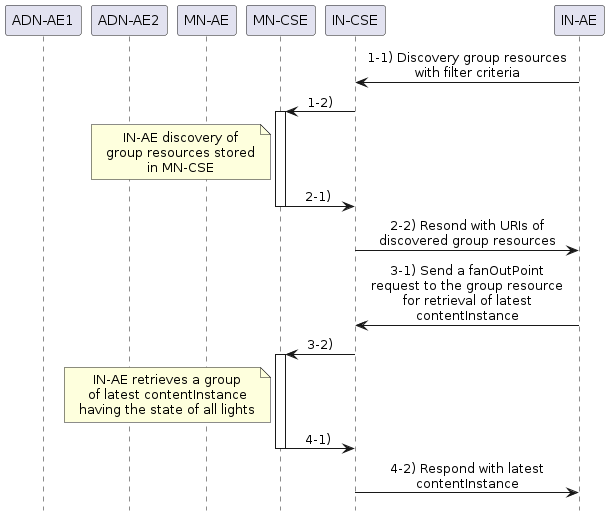 ADN-AE1 ADN-AE2 MN-AE MN-CSE IN-CSE IN-AE
1-1) Discovery group resources
with filter criteria
1-2)
IN-AE discovery of
group resources stored
in MN-CSE
2-1)
2-2) Resond with URIs of
discovered group resources
3-1) Send a fanOutPoint
request to the group resource
for retrieval of latest
contentInstance
3-2)
IN-AE retrieves a group
of latest contentInstance
having the state of all lights
4-1)
4-2) Respond with latest
contentInstance